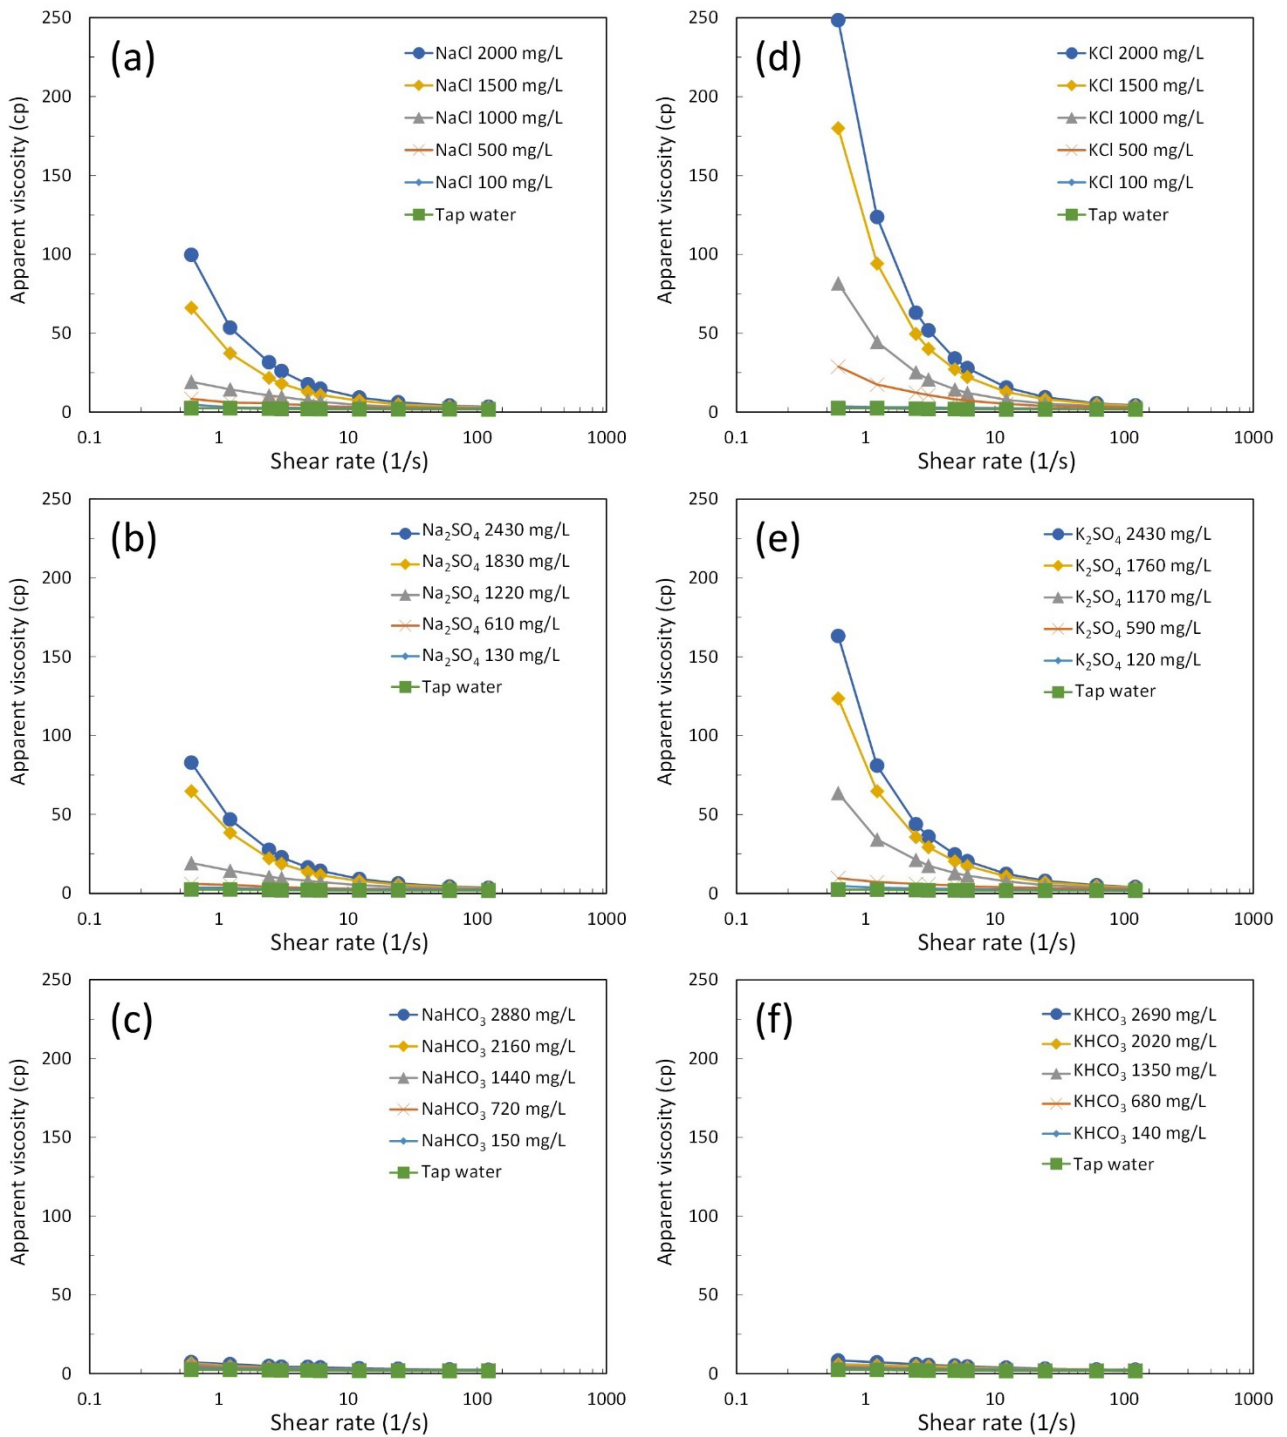 (a)
Apparent viscosity (cp)
250
200
150
100
50
0
NaCl 2000 mg/L
NaCl 1500 mg/L
NaCl 1000 mg/L
NaCl 500 mg/L
NaCl 100 mg/L
Tap water
0.1 1 10 100 1000
Shear rate (1/s)
(d)
Apparent viscosity (cp)
250
200
150
100
50
0
KCl 2000 mg/L
KCl 1500 mg/L
KCl 1000 mg/L
KCl 500 mg/L
KCl 100 mg/L
Tap water
0.1 1 10 100 1000
Shear rate (1/s)
(b)
Apparent viscosity (cp)
250
200
150
100
50
0
Na₂SO₄ 2430 mg/L
Na₂SO₄ 1830 mg/L
Na₂SO₄ 1220 mg/L
Na₂SO₄ 610 mg/L
Na₂SO₄ 130 mg/L
Tap water
0.1 1 10 100 1000
Shear rate (1/s)
(e)
Apparent viscosity (cp)
250
200
150
100
50
0
K₂SO₄ 2430 mg/L
K₂SO₄ 1760 mg/L
K₂SO₄ 1170 mg/L
K₂SO₄ 590 mg/L
K₂SO₄ 120 mg/L
Tap water
0.1 1 10 100 1000
Shear rate (1/s)
(c)
Apparent viscosity (cp)
250
200
150
100
50
0
NaHCO₃ 2880 mg/L
NaHCO₃ 2160 mg/L
NaHCO₃ 1440 mg/L
NaHCO₃ 720 mg/L
NaHCO₃ 150 mg/L
Tap water
0.1 1 10 100 1000
Shear rate (1/s)
(f)
Apparent viscosity (cp)
250
200
150
100
50
0
KHCO₃ 2690 mg/L
KHCO₃ 2020 mg/L
KHCO₃ 1350 mg/L
KHCO₃ 680 mg/L
KHCO₃ 140 mg/L
Tap water
0.1 1 10 100 1000
Shear rate (1/s)